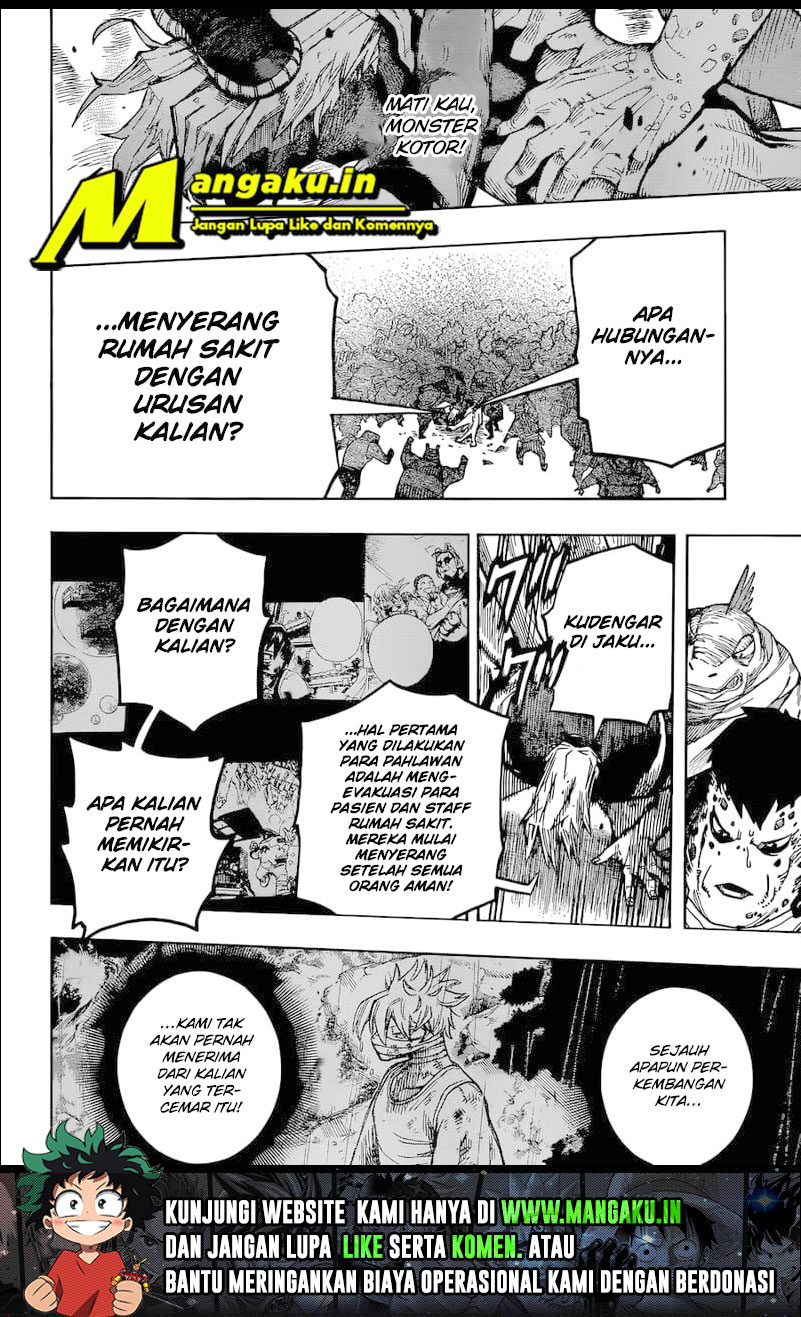 MATI KAU,
MONSTER
KOTOR!
Mangaku.in
Jangan Lupa Like dan Komennya
APA
HUBUNGAN-
NYA...
...MENYERANG
RUMAH SAKIT
DENGAN
URUSAN
KALIAN?
KUDENGAR
DI JAKU...
...HAL PERTAMA
YANG DILAKUKAN
PARA PAHLAWAN
ADALAH MENG-
EVAKUASI PARA
PASIEN DAN STAFF
RUMAH SAKIT.
MEREKA MULAI
MENYERANG
SETELAH SEMUA
ORANG AMAN!
BAGAIMANA
DENGAN
KALIAN?
APA KALIAN
PERNAH
MEMIKIR-
KAN ITU?
SEJAUH
APAPUN PER-
KEMBANGAN
KITA...
...KAMI TAK
AKAN PERNAH
MENERIMA
DARI KALIAN
YANG TER-
CEMAR ITU!
KUNJUNGI WEBSITE KAMI HANYA DI WWW.MANGAKU.IN
DAN JANGAN LUPA LIKE SERTA KOMEN. ATAU
BANTU MERINGANKAN BIAYA OPERASIONAL KAMI DENGAN BERDONASI